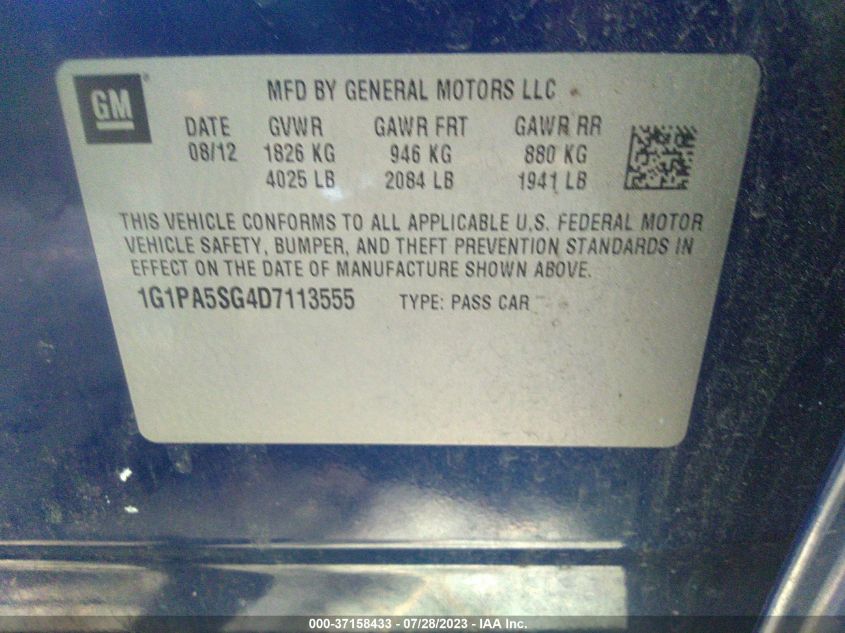 GM®
MFD BY GENERAL MOTORS LLC
DATE GVWR GAWR FRT GAWR RR
08/12 1826 KG 946 KG 880 KG
4025 LB 2084 LB 1941 LB
THIS VEHICLE CONFORMS TO ALL APPLICABLE U.S. FEDERAL MOTOR
VEHICLE SAFETY, BUMPER, AND THEFT PREVENTION STANDARDS IN
EFFECT ON THE DATE OF MANUFACTURE SHOWN ABOVE.
1G1PA5SG4D7113555 TYPE: PASS CAR
000-37158433 - 07/28/2023 - IAA Inc.